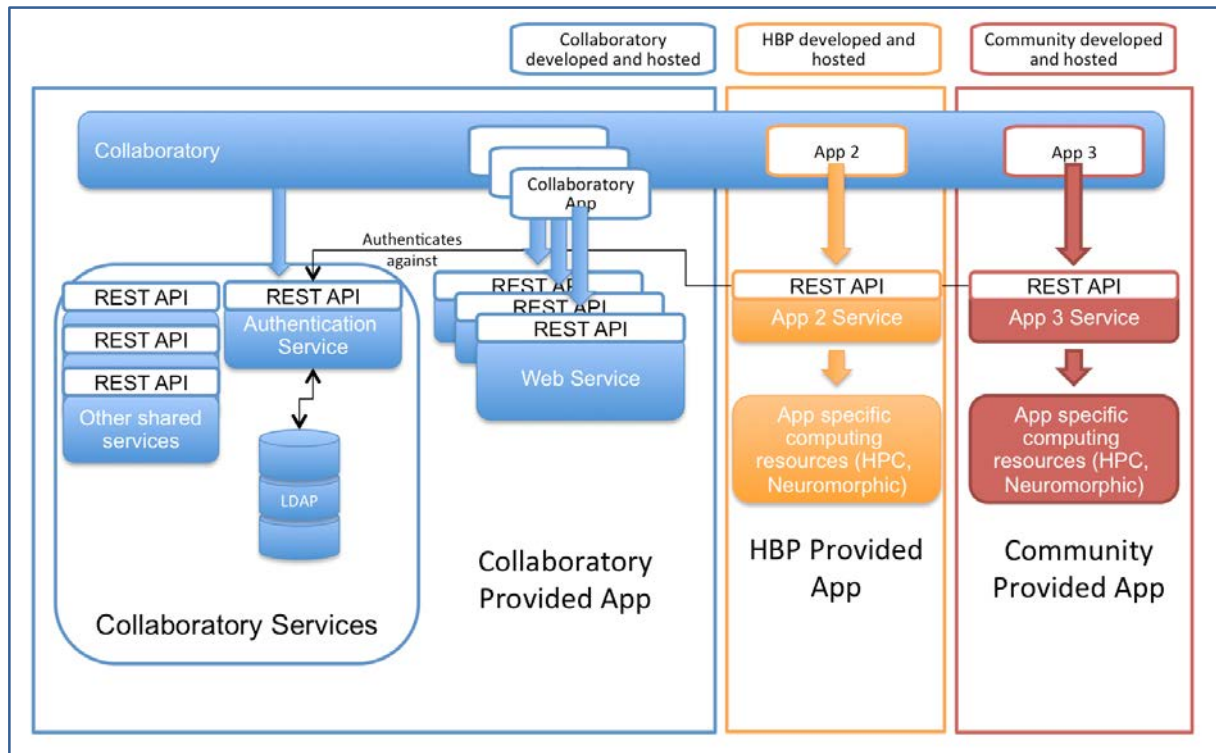 Collaboratory
developed and hosted
HBP developed and
hosted
Community developed
and hosted
Collaboratory
Collaboratory
App
App 2
App 3
Authenticates
against
REST API
REST API
REST API
Other shared
services
REST API
Authentication
Service
LDAP
Collaboratory Services
REST API
REST API
REST API
Web Service
Collaboratory
Provided App
REST API
App 2 Service
App specific
computing
resources (HPC,
Neuromorphic)
HBP Provided
App
REST API
App 3 Service
App specific
computing
resources (HPC,
Neuromorphic)
Community
Provided App